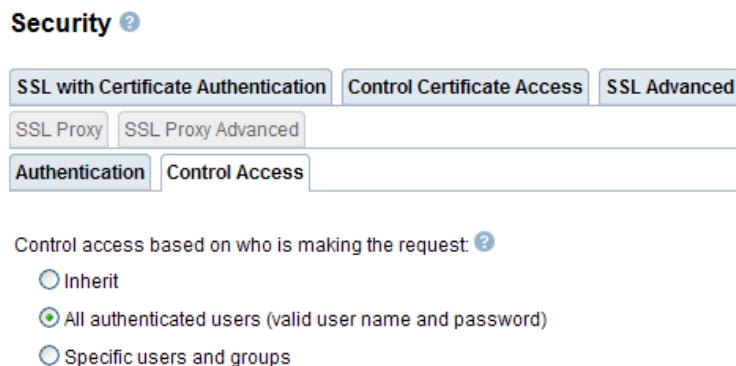 Security
SSL with Certificate Authentication Control Certificate Access SSL Advanced
SSL Proxy SSL Proxy Advanced
Authentication Control Access
Control access based on who is making the request:
Inherit
All authenticated users (valid user name and password)
Specific users and groups